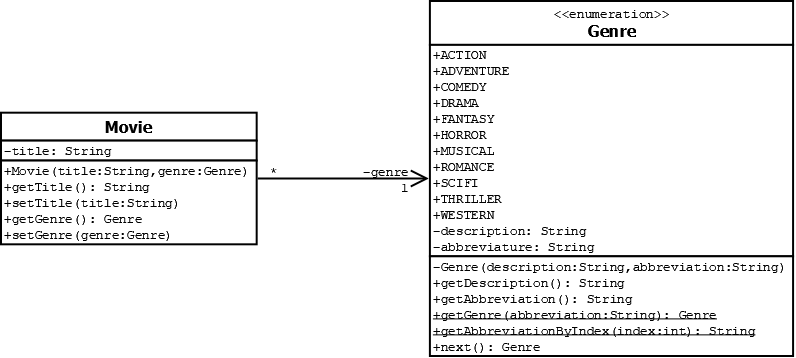 <<enumeration>>
Genre
+ACTION
+ADVENTURE
+COMEDY
+DRAMA
+FANTASY
+HORROR
+MUSICAL
+ROMANCE
+SCIFI
+THRILLER
+WESTERN
-description: String
-abbreviature: String
-Genre(description:String,abbreviation:String)
+getDescription(): String
+getAbbreviation(): String
+getGenre(abbreviation:String): Genre
+getAbbreviationByIndex(index:int): String
+next(): Genre
Movie
-title: String
+Movie(title:String,genre:Genre)
+getTitle(): String
+setTitle(title:String)
+getGenre(): Genre
+setGenre(genre:Genre)
*
-genre
1